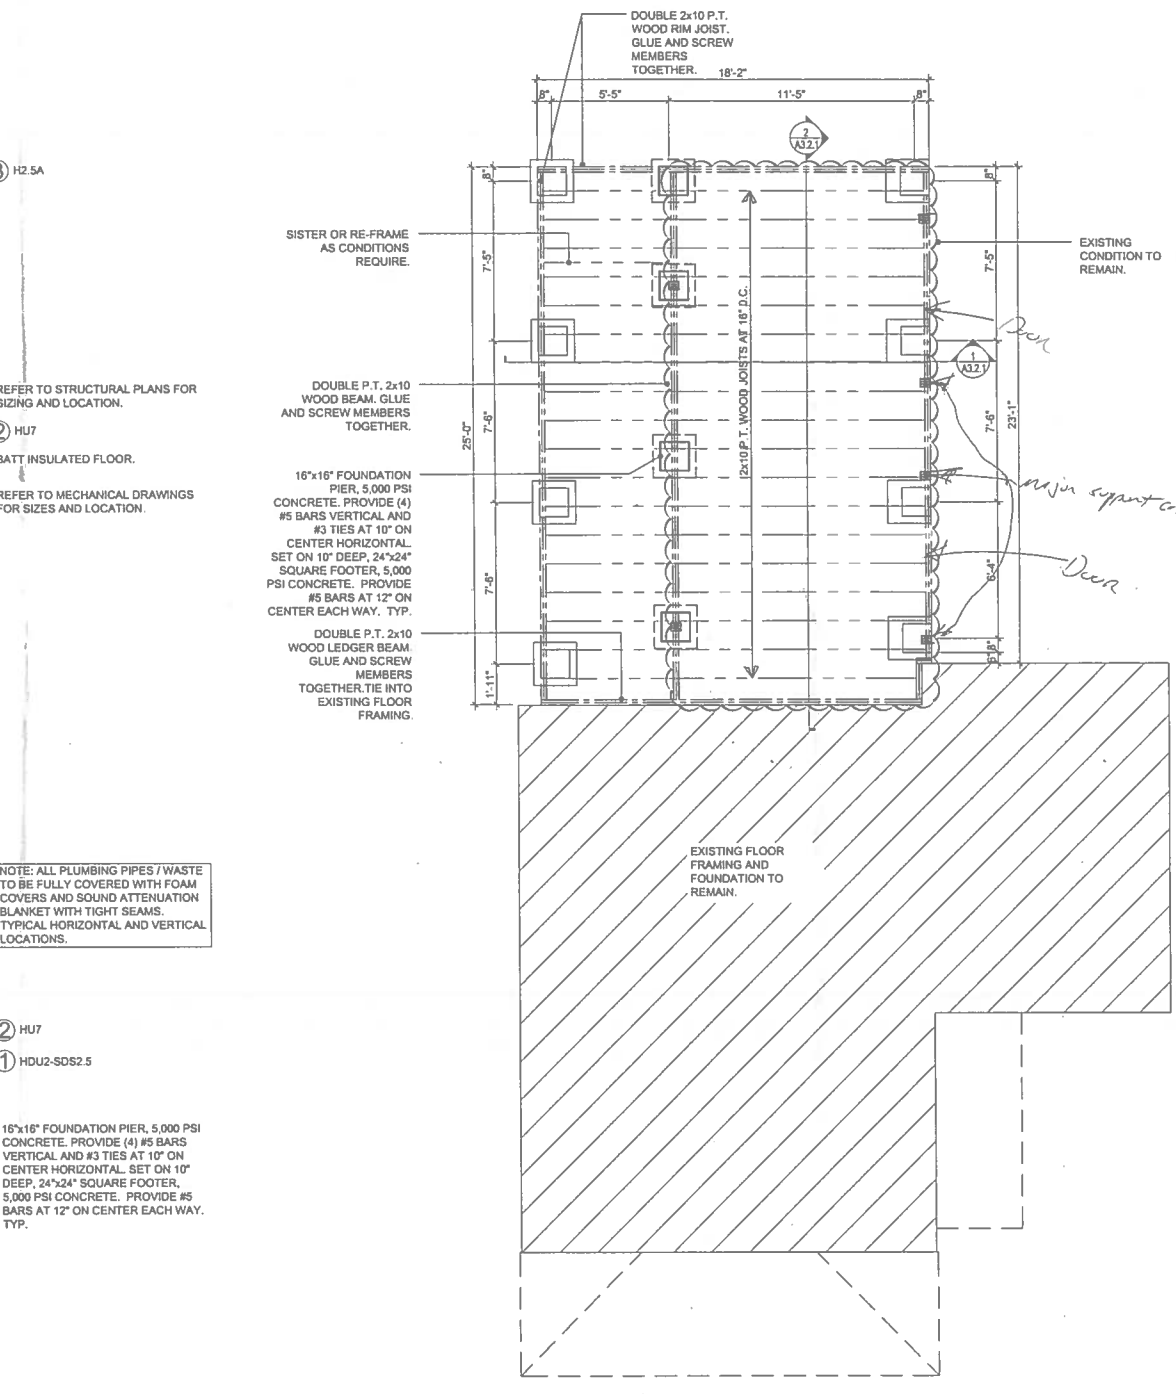 DOUBLE 2x10 P.T.
WOOD RIM JOIST.
GLUE AND SCREW
MEMBERS
TOGETHER.
18'-2"
8"
5'-5"
11'-5"
8"
2
A3.2.1
H2.5A
8"
8"
SISTER OR RE-FRAME
AS CONDITIONS
REQUIRE.
7'-5"
7'-5"
EXISTING
CONDITION TO
REMAIN.
2x10 P.T. WOOD JOISTS AT 16" O.C.
Door
1
A3.2.1
REFER TO STRUCTURAL PLANS FOR
SIZING AND LOCATION.
DOUBLE P.T. 2x10
WOOD BEAM. GLUE
AND SCREW MEMBERS
TOGETHER.
25'-0"
7'-6"
7'-6"
23'-1"
2 HU7
BATT INSULATED FLOOR.
REFER TO MECHANICAL DRAWINGS
FOR SIZES AND LOCATION.
16"x16" FOUNDATION
PIER, 5,000 PSI
CONCRETE. PROVIDE (4)
#5 BARS VERTICAL AND
#3 TIES AT 10" ON
CENTER HORIZONTAL.
SET ON 10" DEEP, 24"x24"
SQUARE FOOTER, 5,000
PSI CONCRETE. PROVIDE
#5 BARS AT 12" ON
CENTER EACH WAY. TYP.
major support
7'-6"
6'-4"
Door
DOUBLE P.T. 2x10
WOOD LEDGER BEAM.
GLUE AND SCREW
MEMBERS
TOGETHER.TIE INTO
EXISTING FLOOR
FRAMING.
1'-11"
EXISTING FLOOR
FRAMING AND
FOUNDATION TO
REMAIN.
NOTE: ALL PLUMBING PIPES / WASTE
TO BE FULLY COVERED WITH FOAM
COVERS AND SOUND ATTENUATION
BLANKET WITH TIGHT SEAMS.
TYPICAL HORIZONTAL AND VERTICAL
LOCATIONS.
2 HU7
1 HDU2-SDS2.5
16"x16" FOUNDATION PIER, 5,000 PSI
CONCRETE. PROVIDE (4) #5 BARS
VERTICAL AND #3 TIES AT 10" ON
CENTER HORIZONTAL. SET ON 10"
DEEP, 24"x24" SQUARE FOOTER,
5,000 PSI CONCRETE. PROVIDE #5
BARS AT 12" ON CENTER EACH WAY.
TYP.